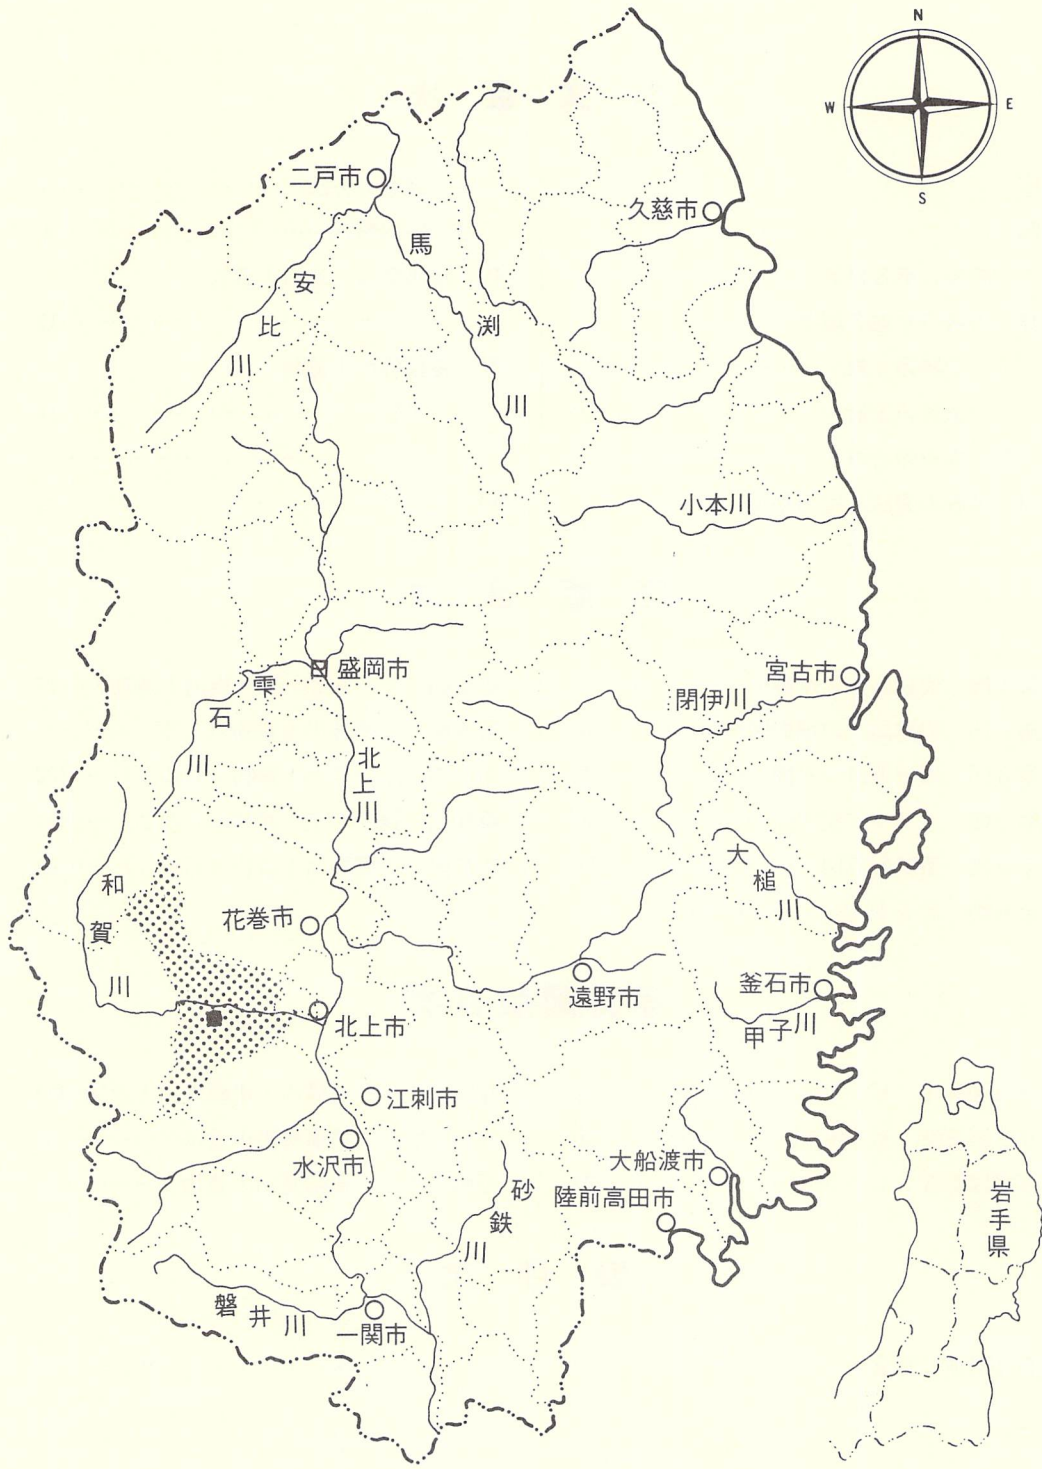 N
W
E
S
二戸市
久慈市
馬渕川
安比川
小本川
盛岡市
雫石川
宮古市
閉伊川
北上川
和賀川
大槌川
花巻市
遠野市
釜石市
甲子川
北上市
江刺市
水沢市
大船渡市
陸前高田市
砂鉄川
磐井川
一関市
岩手県